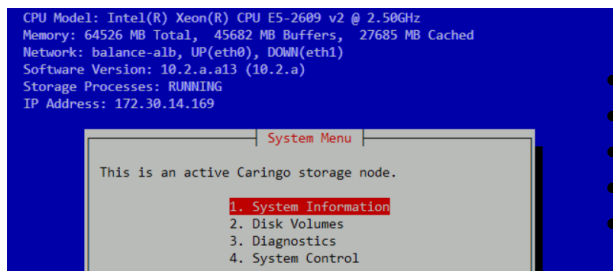 CPU Model: Intel(R) Xeon(R) CPU E5-2609 v2 @ 2.50GHz
Memory: 64526 MB Total, 45682 MB Buffers, 27685 MB Cached
Network: balance-alb, UP(eth0), DOWN(eth1)
Software Version: 10.2.a.a13 (10.2.a)
Storage Processes: RUNNING
IP Address: 172.30.14.169
System Menu
This is an active Caringo storage node.
1. System Information
2. Disk Volumes
3. Diagnostics
4. System Control